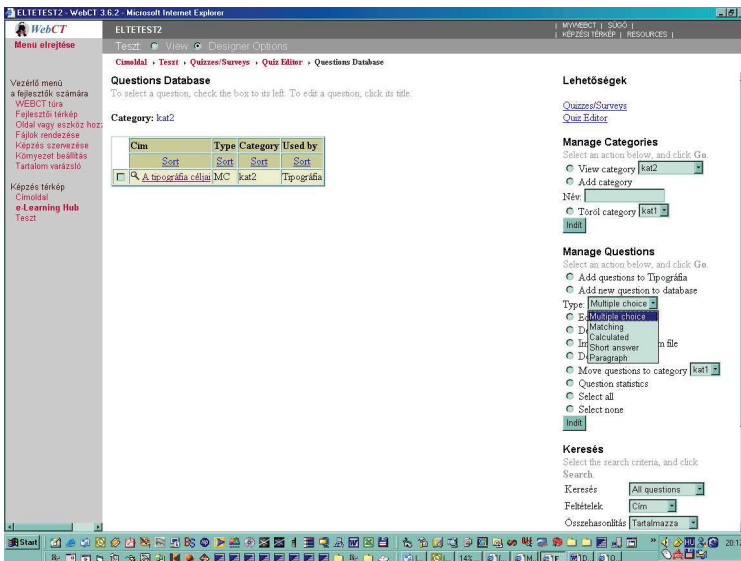 ELTETEST2 - WebCT 3.6.2 - Microsoft Internet Explorer
WebCT
ELTETEST2
| MYWEBCT | SÚGÓ |
| KÉPZÉSI TÉRKÉP | RESOURCES |
Menü elrejtése
Teszt: View Designer Options
Címoldal › Teszt › Quizzes/Surveys › Quiz Editor › Questions Database
Vezérlő menü
a fejlesztők számára
WEBCT túra
Fejlesztői térkép
Oldal vagy eszköz hozz
Fájlok rendezése
Képzés szervezése
Környezet beállítás
Tartalom varázsló
Képzés térkép
Címoldal
e-Learning Hub
Teszt
Questions Database
To select a question, check the box to its left. To edit a question, click its title.
Category: kat2
Cím Type Category Used by
Sort Sort Sort Sort
A tipográfia céljai MC kat2 Tipográfia
Lehetőségek
Quizzes/Surveys
Quiz Editor
Manage Categories
Select an action below, and click Go.
View category kat2
Add category
Név:
Töröl category kat1
Indít
Manage Questions
Select an action below, and click Go.
Add questions to Tipográfia
Add new question to database
Type: Multiple choice
Multiple choice
Matching
Calculated
Short answer
Paragraph
file
Move questions to category kat1
Question statistics
Select all
Select none
Indít
Keresés
Select the search criteria, and click
Search.
Keresés All questions
Feltételek Cím
Összehasonlítás Tartalmazza
Start
14%